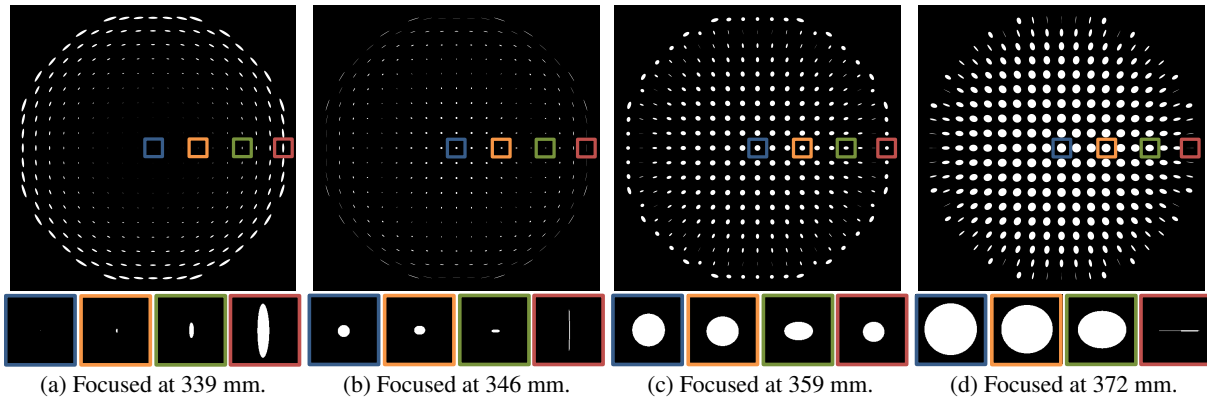 (a) Focused at 339 mm.
(b) Focused at 346 mm.
(c) Focused at 359 mm.
(d) Focused at 372 mm.